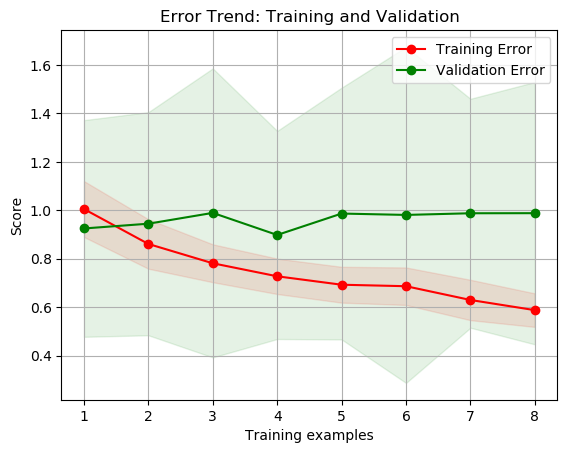 Error Trend: Training and Validation
Training Error
Validation Error
1.6
1.4
1.2
1.0
0.8
0.6
0.4
Score
1 2 3 4 5 6 7 8
Training examples